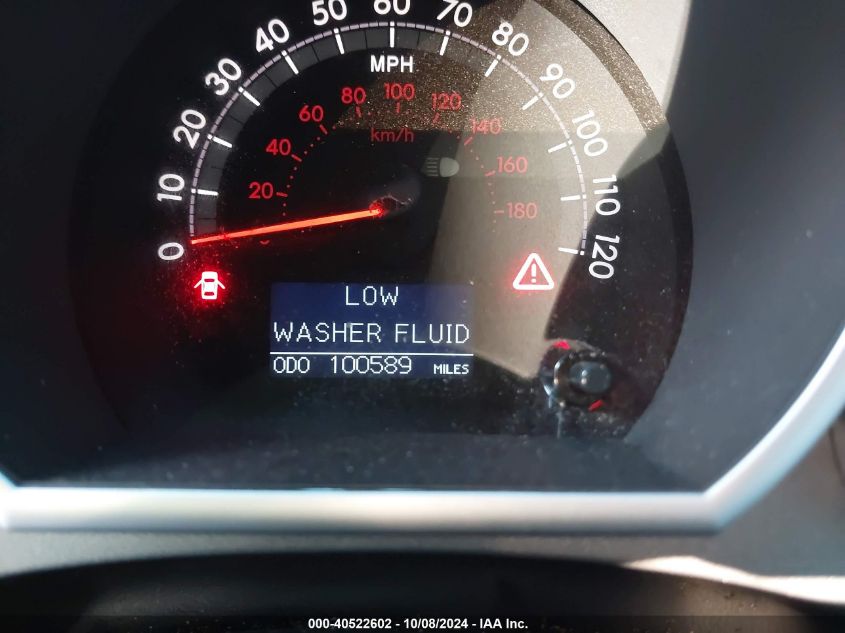 0 10 20 30 40 50 60 70 80 90 100 110 120
MPH
20 40 60 80 100 120 140 160 180
km/h
LOW
WASHER FLUID
ODO 100589 MILES
000-40522602 - 10/08/2024 - IAA Inc.